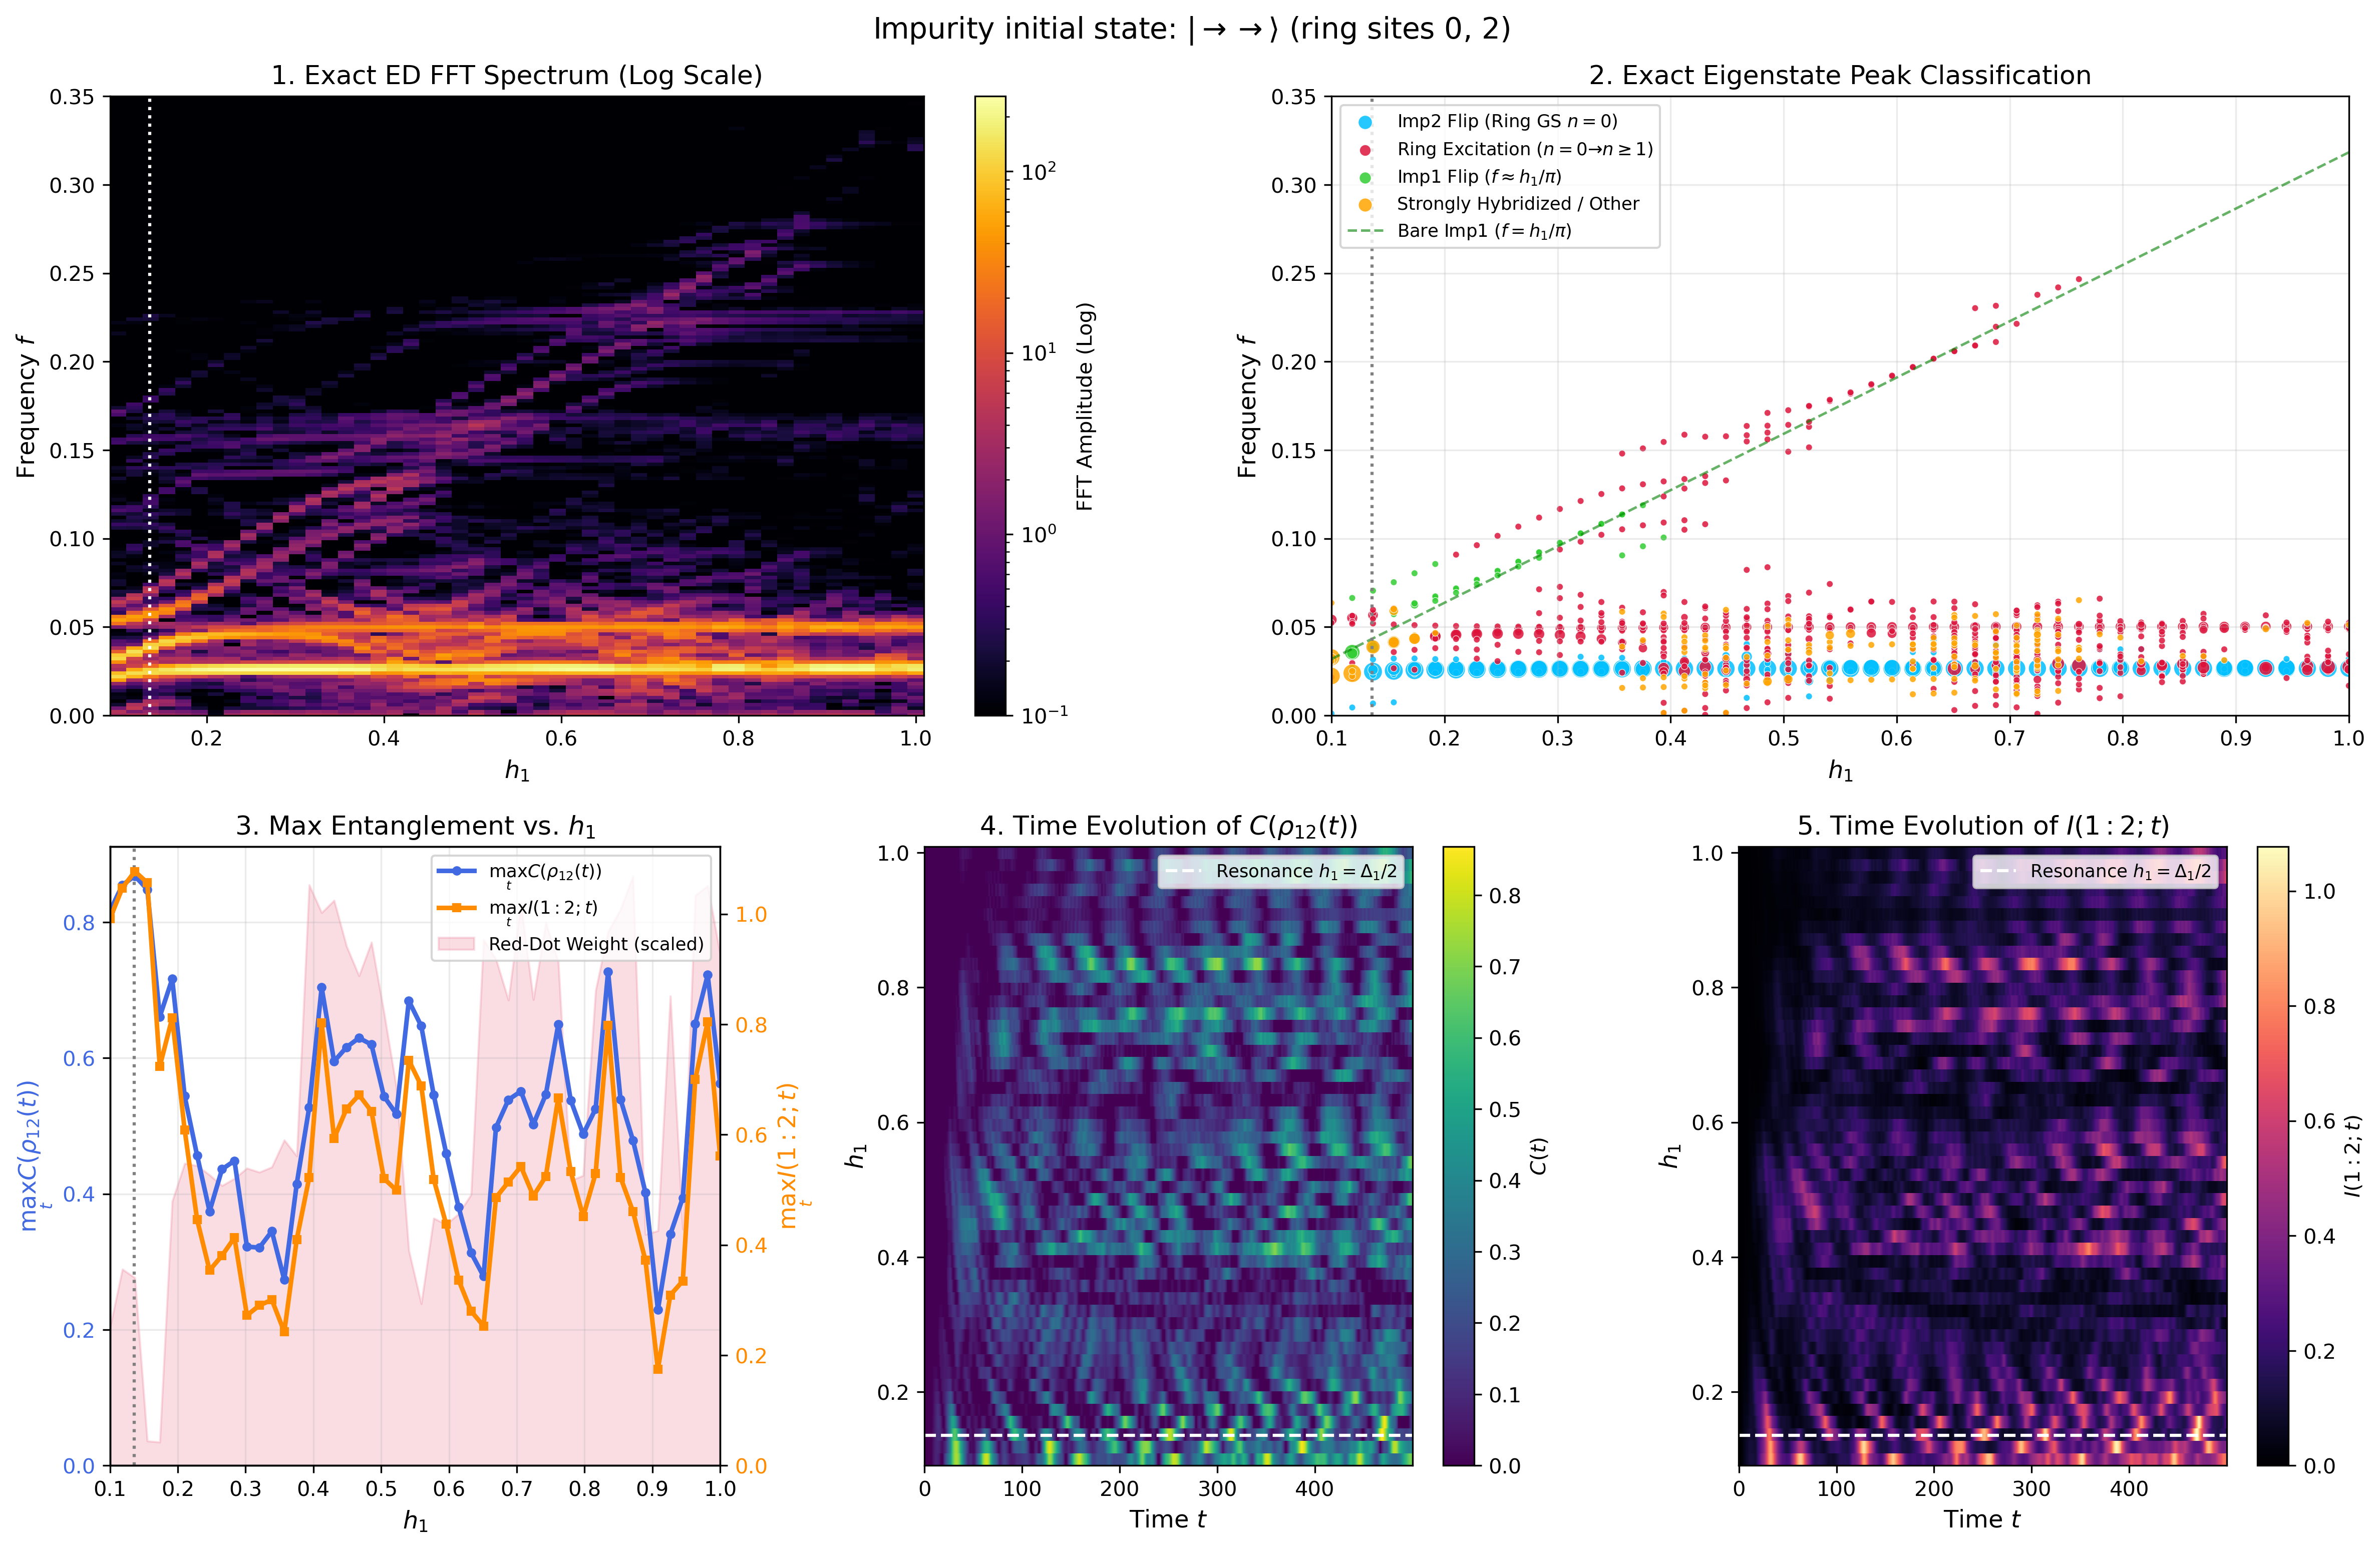 Impurity initial state: |→→⟩ (ring sites 0, 2)
1. Exact ED FFT Spectrum (Log Scale)
0.35
0.30
0.25
0.20
0.15
0.10
0.05
0.00
Frequency f
0.2
0.4
0.6
0.8
1.0
h₁
10²
10¹
10⁰
10⁻¹
FFT Amplitude (Log)
2. Exact Eigenstate Peak Classification
Imp2 Flip (Ring GS n = 0)
Ring Excitation (n = 0→n ≥ 1)
Imp1 Flip (f ≈ h₁/π)
Strongly Hybridized / Other
Bare Imp1 (f = h₁/π)
0.35
0.30
0.25
0.20
0.15
0.10
0.05
0.00
Frequency f
0.1
0.2
0.3
0.4
0.5
0.6
0.7
0.8
0.9
1.0
h₁
3. Max Entanglement vs. h₁
max C(ρ₁₂(t))
t
max I(1 : 2; t)
t
Red-Dot Weight (scaled)
0.8
0.6
0.4
0.2
0.0
max C(ρ₁₂(t))
t
1.0
0.8
0.6
0.4
0.2
0.0
max I(1 : 2; t)
t
0.1
0.2
0.3
0.4
0.5
0.6
0.7
0.8
0.9
1.0
h₁
4. Time Evolution of C(ρ₁₂(t))
Resonance h₁ = Δ₁/2
1.0
0.8
0.6
0.4
0.2
h₁
0
100
200
300
400
Time t
0.8
0.7
0.6
0.5
0.4
0.3
0.2
0.1
0.0
C(t)
5. Time Evolution of I(1 : 2; t)
Resonance h₁ = Δ₁/2
1.0
0.8
0.6
0.4
0.2
h₁
0
100
200
300
400
Time t
1.0
0.8
0.6
0.4
0.2
0.0
I(1 : 2; t)